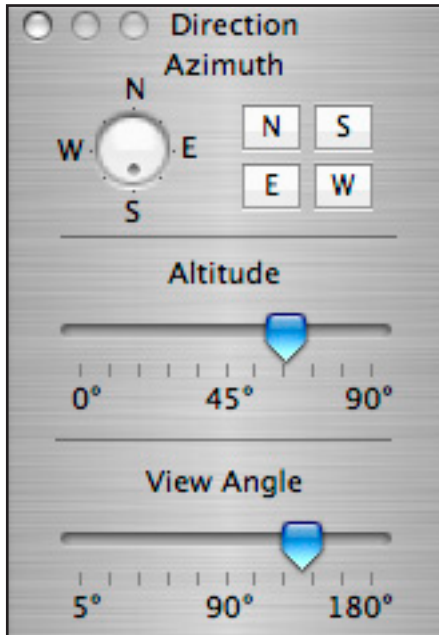 Direction
Azimuth
N
W E
S
N S
E W
Altitude
0° 45° 90°
View Angle
5° 90° 180°